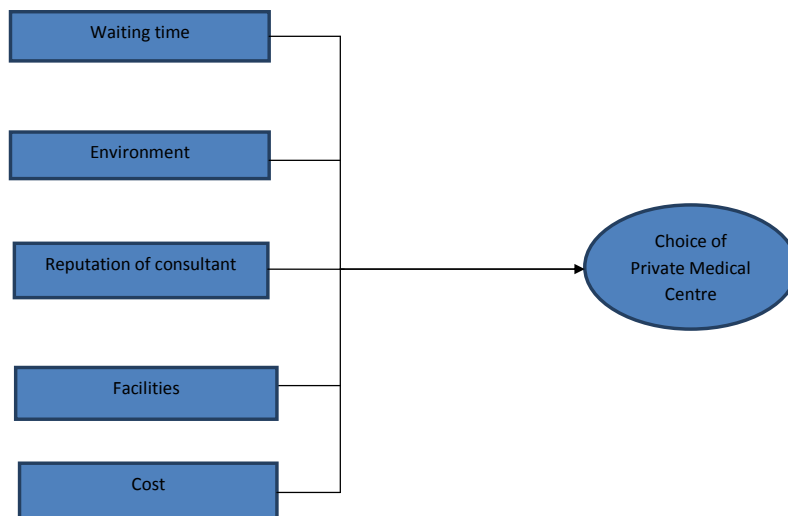 Waiting time
Environment
Reputation of consultant
Facilities
Cost
Choice of
Private Medical
Centre